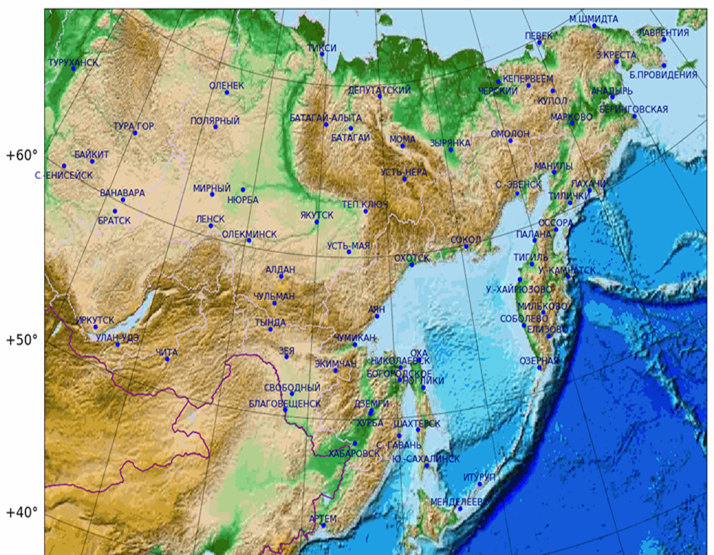 М.ШМИДТА
ЛАВРЕНТИЯ
ПЕВЕК
ТИКСИ
З.КРЕСТА
ТУРУХАНСК
Б.ПРОВИДЕНИЯ
КЕПЕРВЕЕМ
ОЛЕНЕК
ДЕПУТАТСКИЙ
ЧЕРСКИЙ
АНАДЫРЬ
КУПОЛ
БЕРИНГОВСКАЯ
БАТАГАЙ-АЛЫТА
МАРКОВО
ТУРА ГОР.
ПОЛЯРНЫЙ
БАТАГАЙ
ОМОЛОН
МОМА
ЗЫРЯНКА
+60°
БАЙКИТ
МАНИЛЫ
С.-ЕНИСЕЙСК
УСТЬ-НЕРА
С.-ЭВЕНСК
ПАХАЧИ
ВАНАВАРА
МИРНЫЙ
НЮРБА
ТИЛИЧКИ
ТЕП.КЛЮЧ
БРАТСК
ЛЕНСК
ЯКУТСК
ОССОРА
ОЛЕКМИНСК
ПАЛАНА
УСТЬ-МАЯ
СОКОЛ
ОХОТСК
ТИГИЛЬ
АЛДАН
У-КАМЧАТСК
У-ХАЙРЮЗОВО
ЧУЛЬМАН
МИЛЬКОВО
АЯН
ИРКУТСК
ТЫНДА
СОБОЛЕВО
ЕЛИЗОВО
+50°
УЛАН-УДЭ
ЧУМИКАН
ЧИТА
ЗЕЯ
ОХА
ЭКИМЧАН
НИКОЛАЕВСК
ОЗЕРНАЯ
БОГОРОДСКОЕ
НОГЛИКИ
СВОБОДНЫЙ
БЛАГОВЕЩЕНСК
ДЗЕМГИ
ХУРБА
ШАХТЕРСК
С. ГАВАНЬ
ХАБАРОВСК
Ю.-САХАЛИНСК
ИТУРУП
МЕНДЕЛЕЕВО
+40°
АРТЕМ